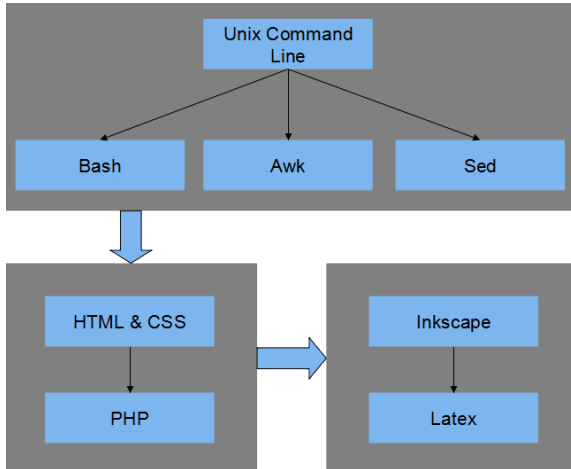 Unix Command
Line
Bash
Awk
Sed
HTML & CSS
Inkscape
PHP
Latex